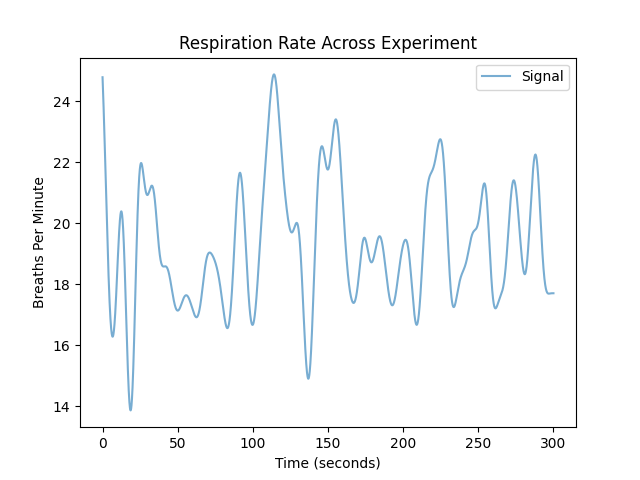 Respiration Rate Across Experiment
Signal
Breaths Per Minute
24
22
20
18
16
14
0 50 100 150 200 250 300
Time (seconds)